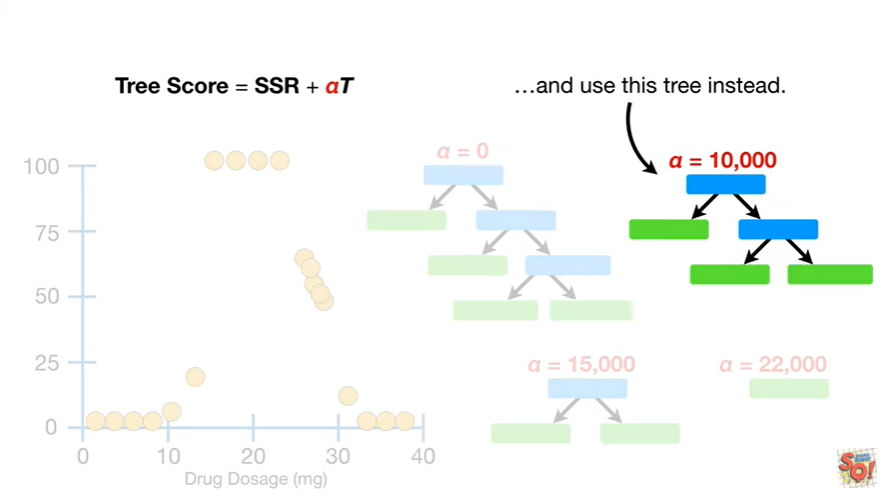 Tree Score = SSR + αT
...and use this tree instead.
α = 0
α = 10,000
100
75
50
25
0
0
10
20
30
40
Drug Dosage (mg)
α = 15,000
α = 22,000
SQ!